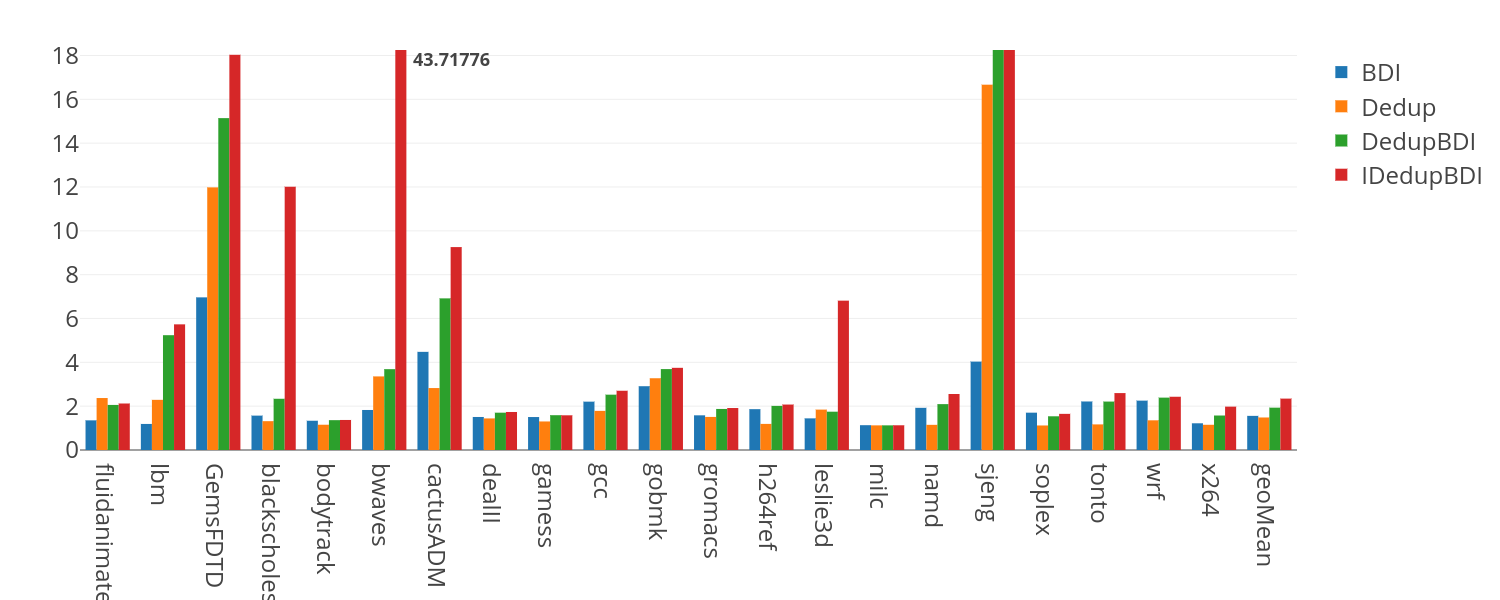 18
16
14
12
10
8
6
4
2
0
43.71776
BDI
Dedup
DedupBDI
IDedupBDI
fluidanimate
lbm
GemsFDTD
blackscholes
bodytrack
bwaves
cactusADM
dealII
gamess
gcc
gobmk
gromacs
h264ref
leslie3d
milc
namd
sjeng
soplex
tonto
wrf
x264
geoMean